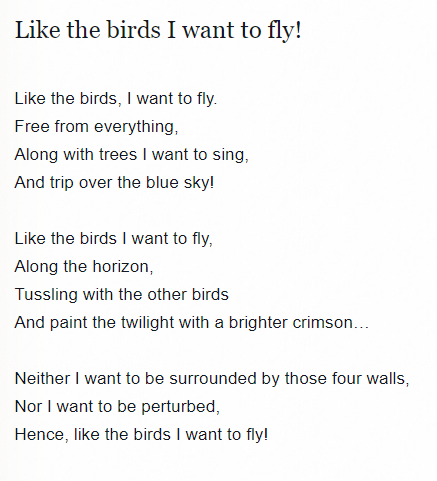 Like the birds I want to fly!
Like the birds, I want to fly.
Free from everything,
Along with trees I want to sing,
And trip over the blue sky!
Like the birds I want to fly,
Along the horizon,
Tussling with the other birds
And paint the twilight with a brighter crimson…
Neither I want to be surrounded by those four walls,
Nor I want to be perturbed,
Hence, like the birds I want to fly!